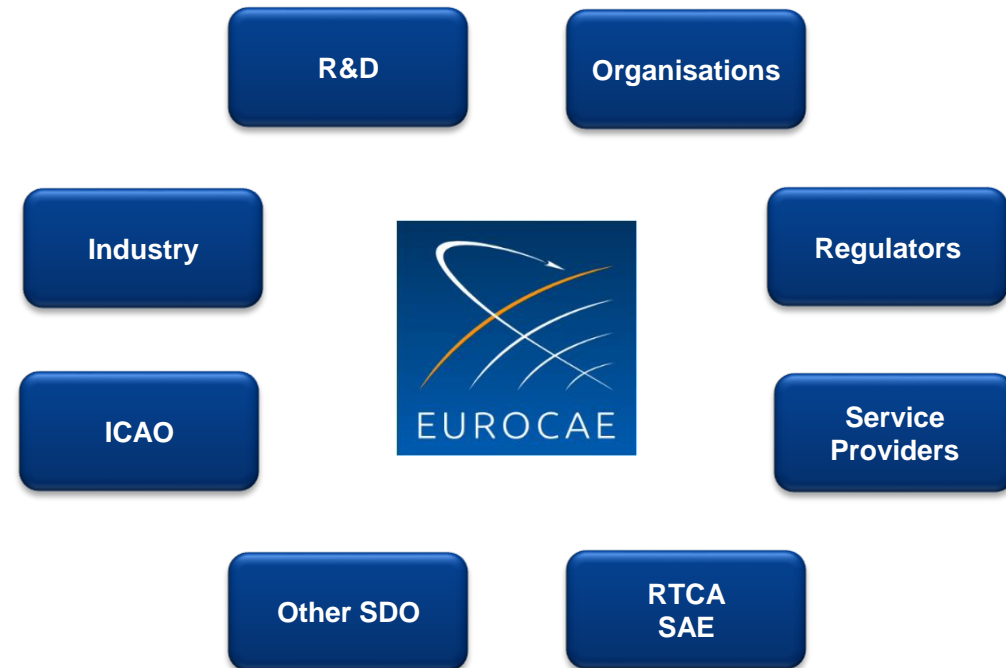 R&D
Organisations
Industry
Regulators
EUROCAE
ICAO
Service
Providers
Other SDO
RTCA
SAE